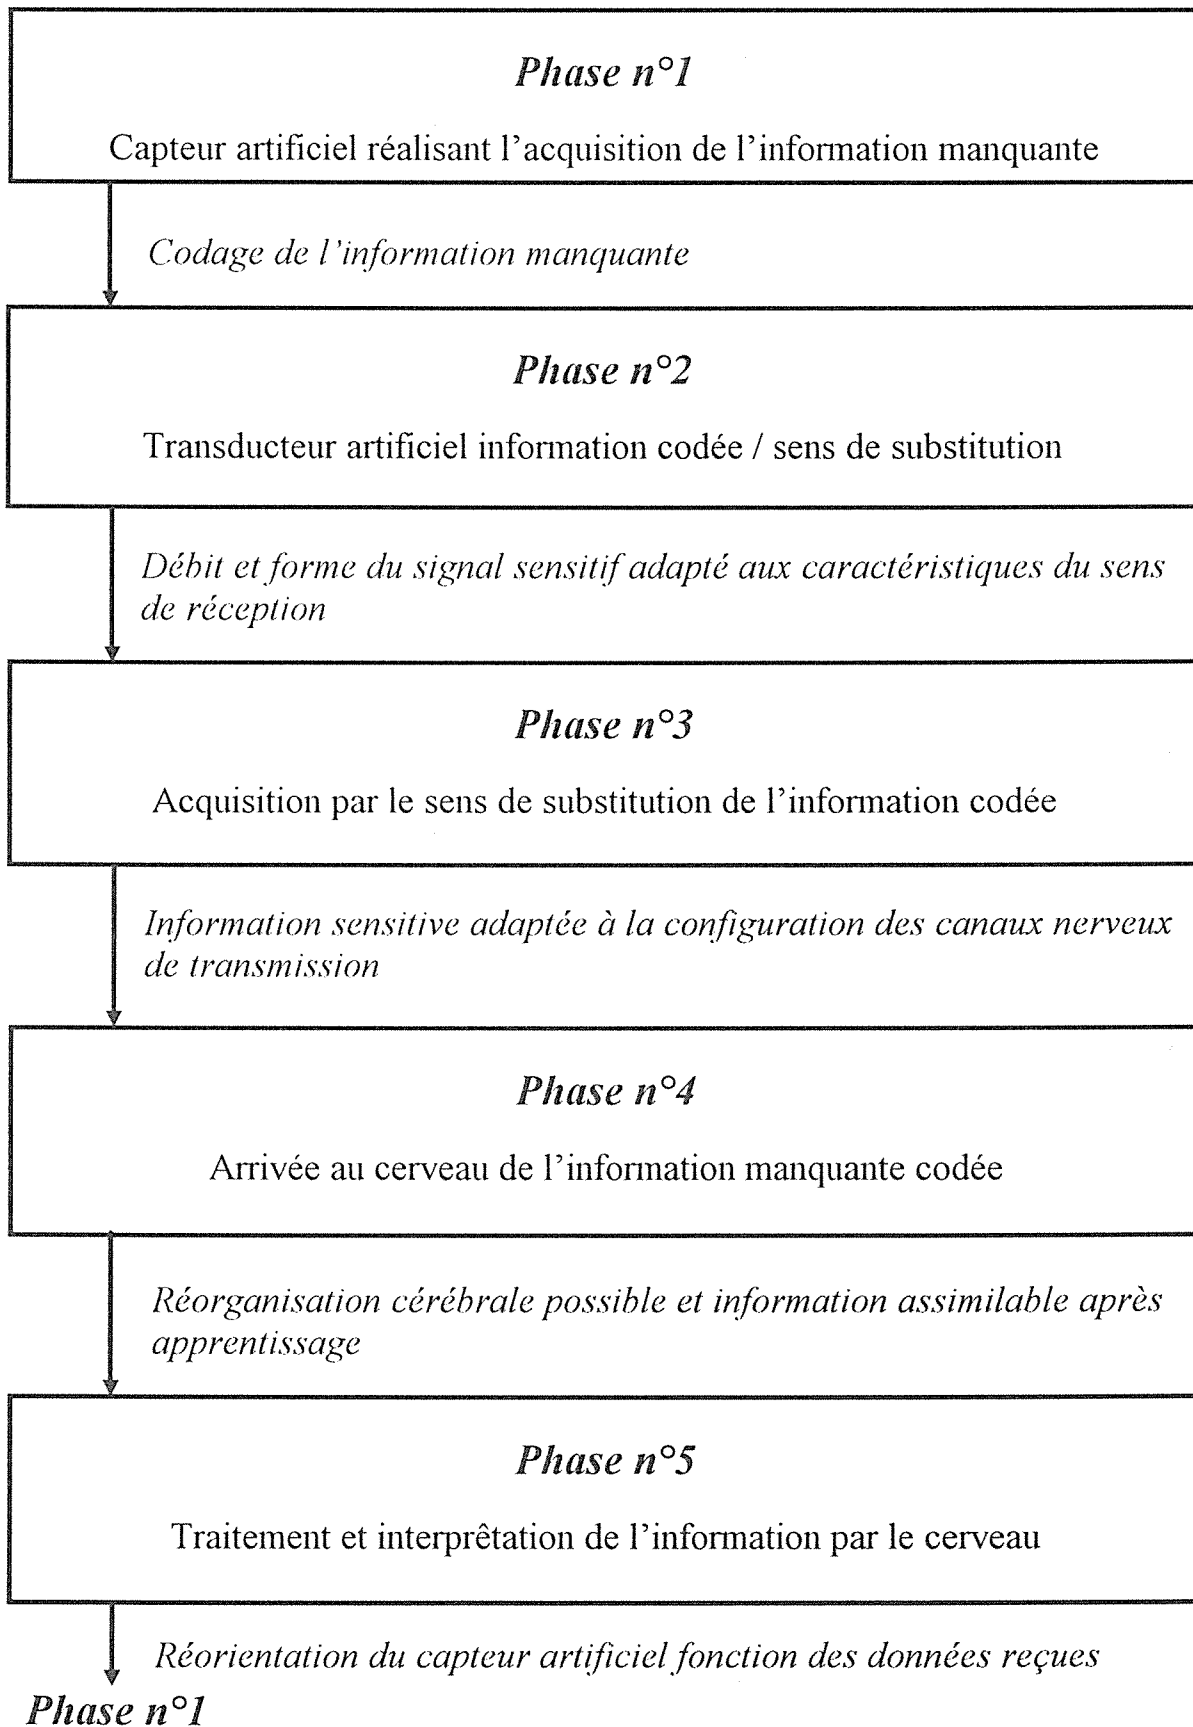 Phase n°1
Capteur artificiel réalisant l'acquisition de l'information manquante
Codage de l'information manquante
Phase n°2
Transducteur artificiel information codée / sens de substitution
Débit et forme du signal sensitif adapté aux caractéristiques du sens
de réception
Phase n°3
Acquisition par le sens de substitution de l'information codée
Information sensitive adaptée à la configuration des canaux nerveux
de transmission
Phase n°4
Arrivée au cerveau de l'information manquante codée
Réorganisation cérébrale possible et information assimilable après
apprentissage
Phase n°5
Traitement et interprêtation de l'information par le cerveau
Réorientation du capteur artificiel fonction des données reçues
Phase n°1